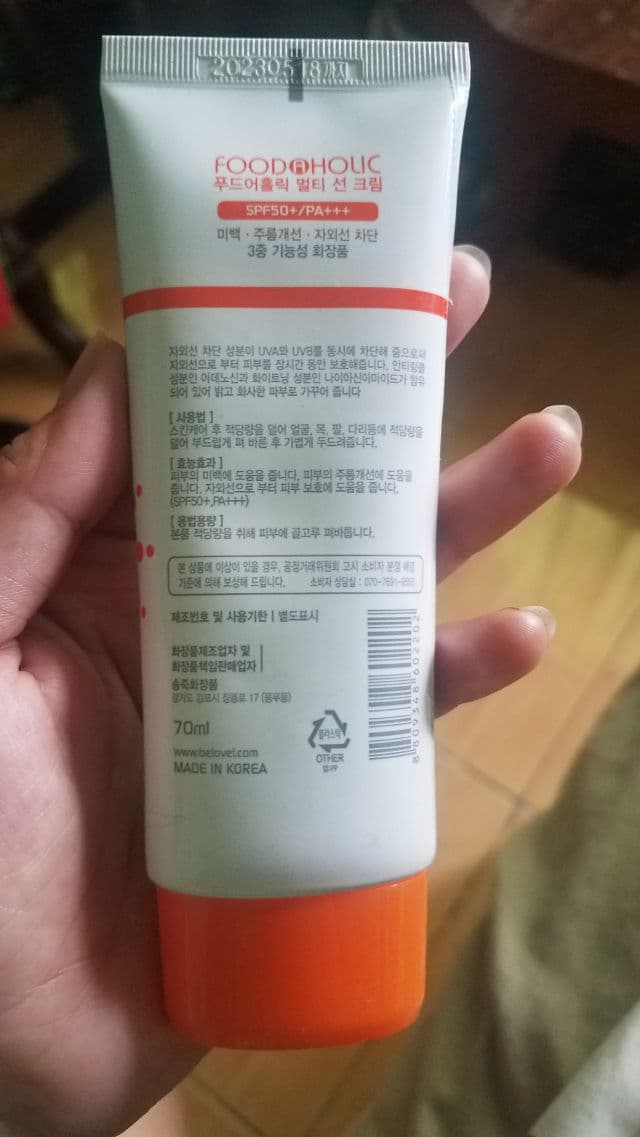 20230518까지
FOODAHOLIC
푸드어홀릭 멀티 선 크림
SPF50+/PA+++
미백 · 주름개선 · 자외선 차단
3중 기능성 화장품
자외선 차단 성분이 UVA와 UVB를 동시에 차단해 줌으로써
자외선으로 부터 피부를 장시간 동안 보호해줍니다. 안티링클
성분인 아데노신과 화이트닝 성분인 나이아신아마이드가 함유
되어 있어 밝고 화사한 피부로 가꾸어 줍니다
[ 사용법 ]
스킨케어 후 적당량을 덜어 얼굴, 목, 팔, 다리등에 적당량을
덜어 부드럽게 펴 바른 후 가볍게 두드려줍니다.
[ 효능효과 ]
피부의 미백에 도움을 줍니다. 피부의 주름개선에 도움을
줍니다. 자외선으로 부터 피부 보호에 도움을 줍니다.
(SPF50+,PA+++)
[ 용법용량 ]
본품 적당량을 취해 피부에 골고루 펴바릅니다.
본 상품에 이상이 있을 경우, 공정거래위원회 고시 소비자 분쟁 해결
기준에 의해 보상해 드립니다. 소비자 상담실 : 070-7691-
제조번호 및 사용기한 | 별도표시
화장품제조업자 및
화장품책임판매업자
송죽화장품
경기도 김포시 17 (풍무동)
70ml
www.belovel.com
MADE IN KOREA
플라스틱
OTHER
8809348602202